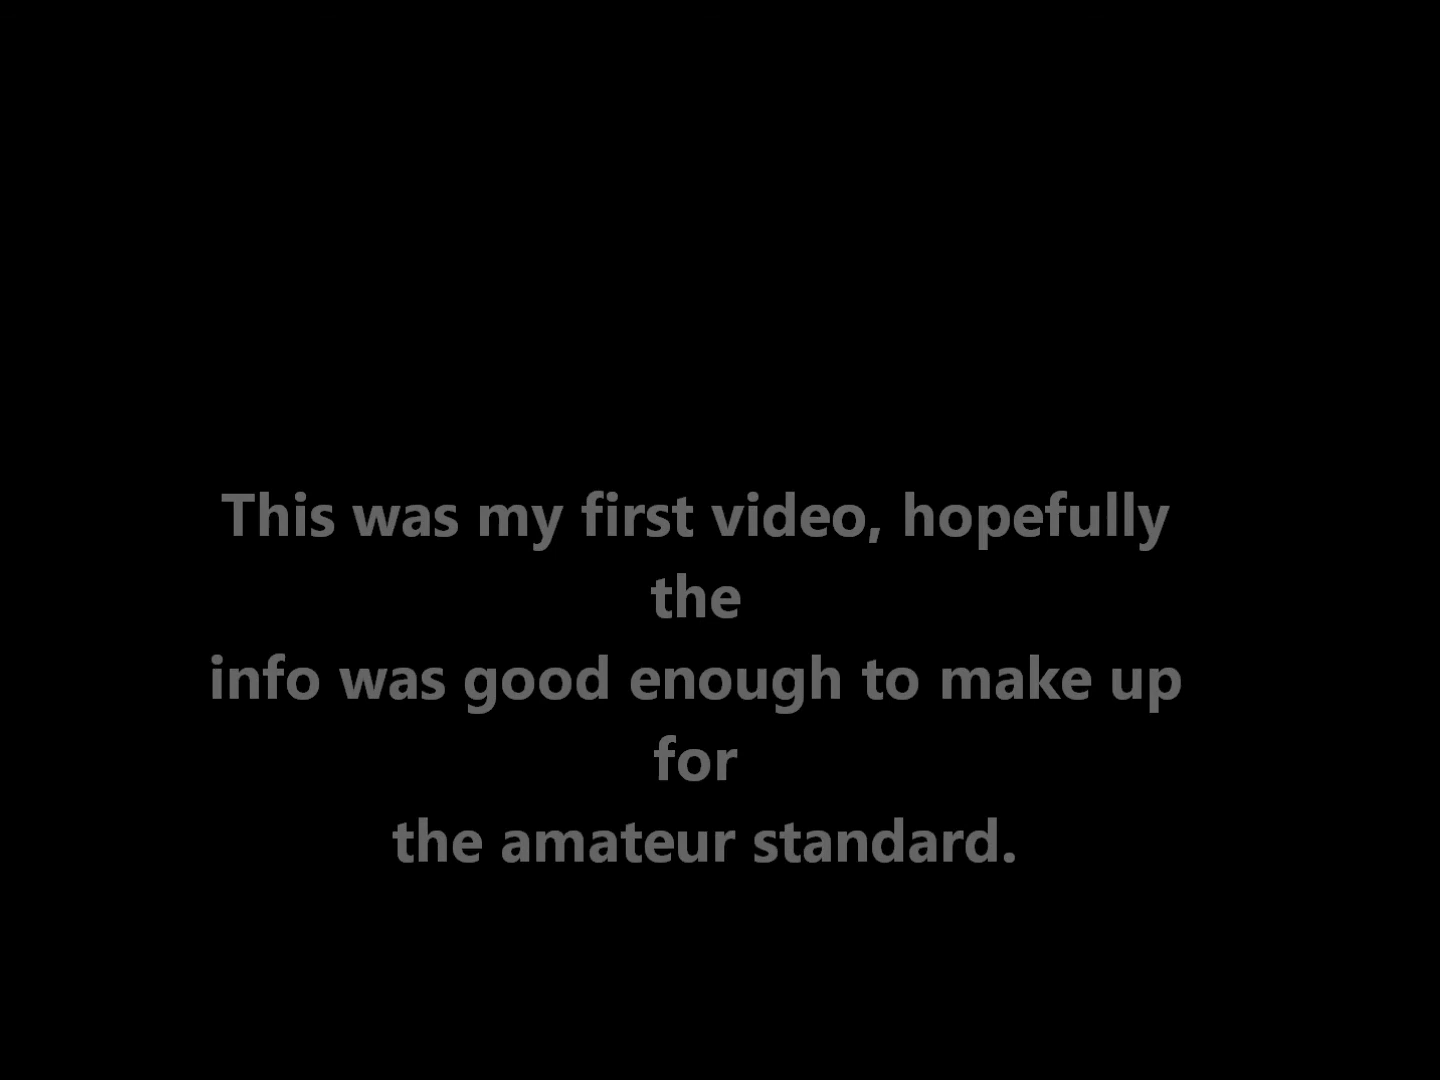 This was my first video, hopefully
the
info was good enough to make up
for
the amateur standard.